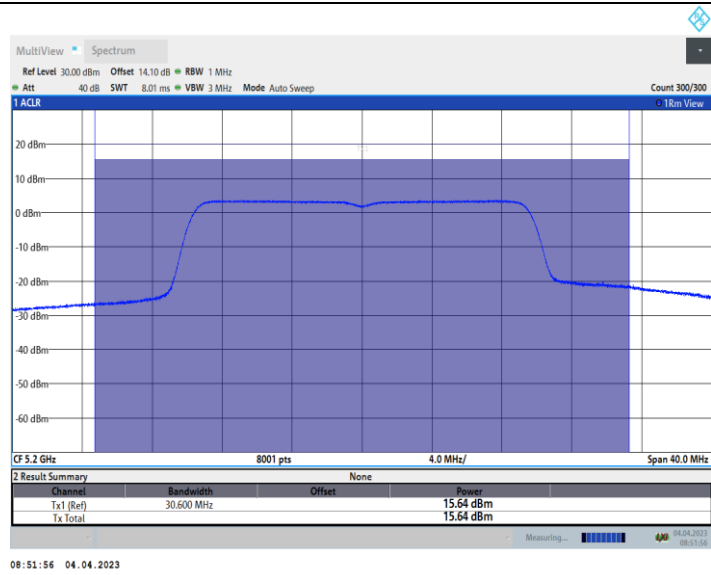 MultiView Spectrum
Ref Level 30.00 dBm Offset 14.10 dB RBW 1 MHz
Att 40 dB SWT 8.01 ms VBW 3 MHz Mode Auto Sweep Count 300/300
1 ACLR 1Rm View
20 dBm
10 dBm
0 dBm
-10 dBm
-20 dBm
-30 dBm
-40 dBm
-50 dBm
-60 dBm
CF 5.2 GHz 8001 pts 4.0 MHz/ Span 40.0 MHz
2 Result Summary None
Channel Bandwidth Offset Power
Tx1 (Ref) 30.600 MHz 15.64 dBm
Tx Total 15.64 dBm
Measuring... 04.04.2023
08:51:56
08:51:56 04.04.2023